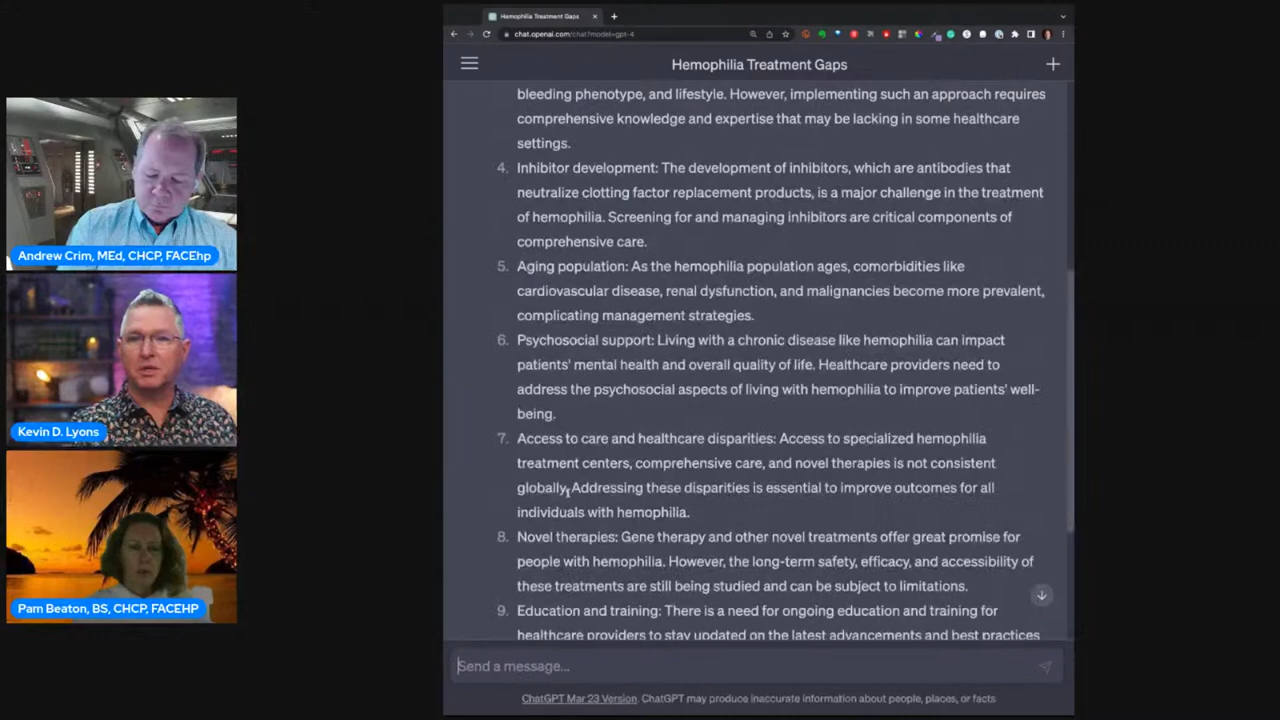 Hemophilia Treatment Gaps
chat.openai.com/chat?model=gpt-4
Hemophilia Treatment Gaps
bleeding phenotype, and lifestyle. However, implementing such an approach requires
comprehensive knowledge and expertise that may be lacking in some healthcare
settings.
4. Inhibitor development: The development of inhibitors, which are antibodies that
neutralize clotting factor replacement products, is a major challenge in the treatment
of hemophilia. Screening for and managing inhibitors are critical components of
comprehensive care.
5. Aging population: As the hemophilia population ages, comorbidities like
cardiovascular disease, renal dysfunction, and malignancies become more prevalent,
complicating management strategies.
6. Psychosocial support: Living with a chronic disease like hemophilia can impact
patients' mental health and overall quality of life. Healthcare providers need to
address the psychosocial aspects of living with hemophilia to improve patients' well-
being.
7. Access to care and healthcare disparities: Access to specialized hemophilia
treatment centers, comprehensive care, and novel therapies is not consistent
globally. Addressing these disparities is essential to improve outcomes for all
individuals with hemophilia.
8. Novel therapies: Gene therapy and other novel treatments offer great promise for
people with hemophilia. However, the long-term safety, efficacy, and accessibility of
these treatments are still being studied and can be subject to limitations.
9. Education and training: There is a need for ongoing education and training for
healthcare providers to stay updated on the latest advancements and best practices
Send a message...
ChatGPT Mar 23 Version. ChatGPT may produce inaccurate information about people, places, or facts
Andrew Crim, MEd, CHCP, FACEhp
Kevin D. Lyons
Pam Beaton, BS, CHCP, FACEHP